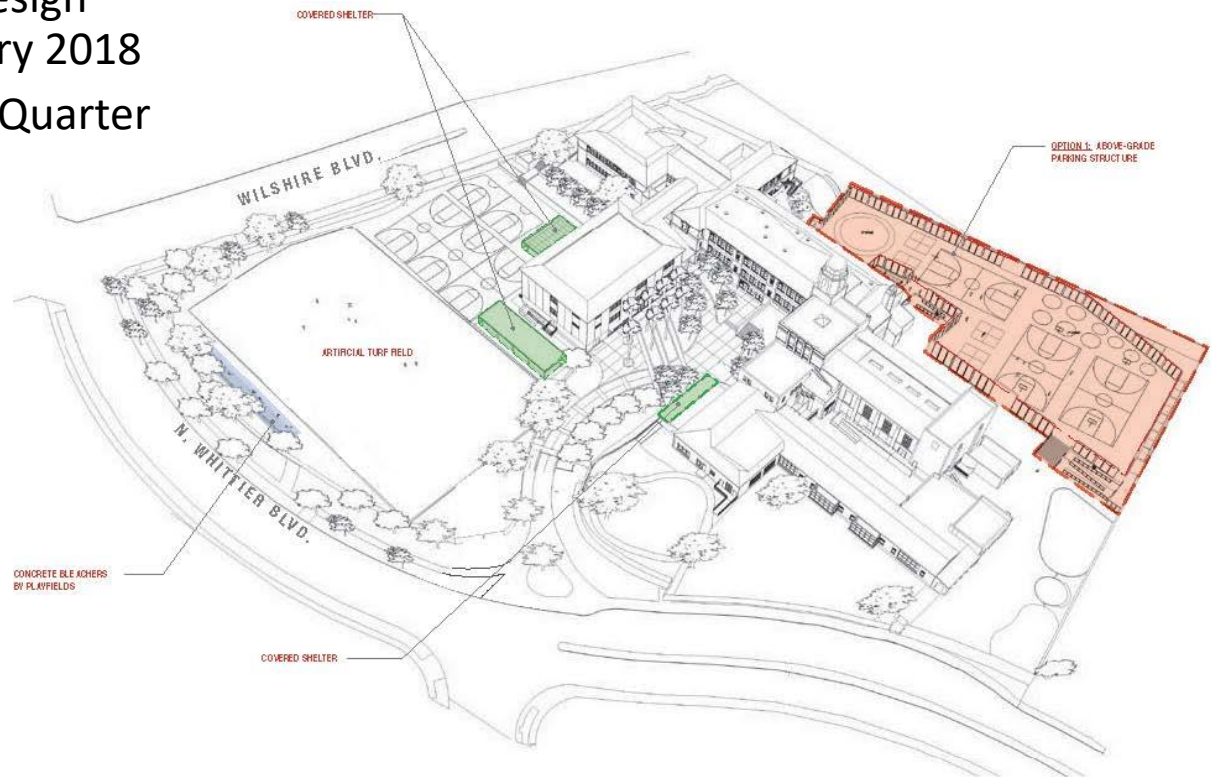 esign
ry 2018
Quarter
COVERED SHELTER
WILSHIRE BLVD.
OPTION 1: ABOVE-GRADE
PARKING STRUCTURE
ARTIFICIAL TURF FIELD
N. WHITTIER BLVD.
CONCRETE BLEACHERS
BY PLAYFIELDS
COVERED SHELTER